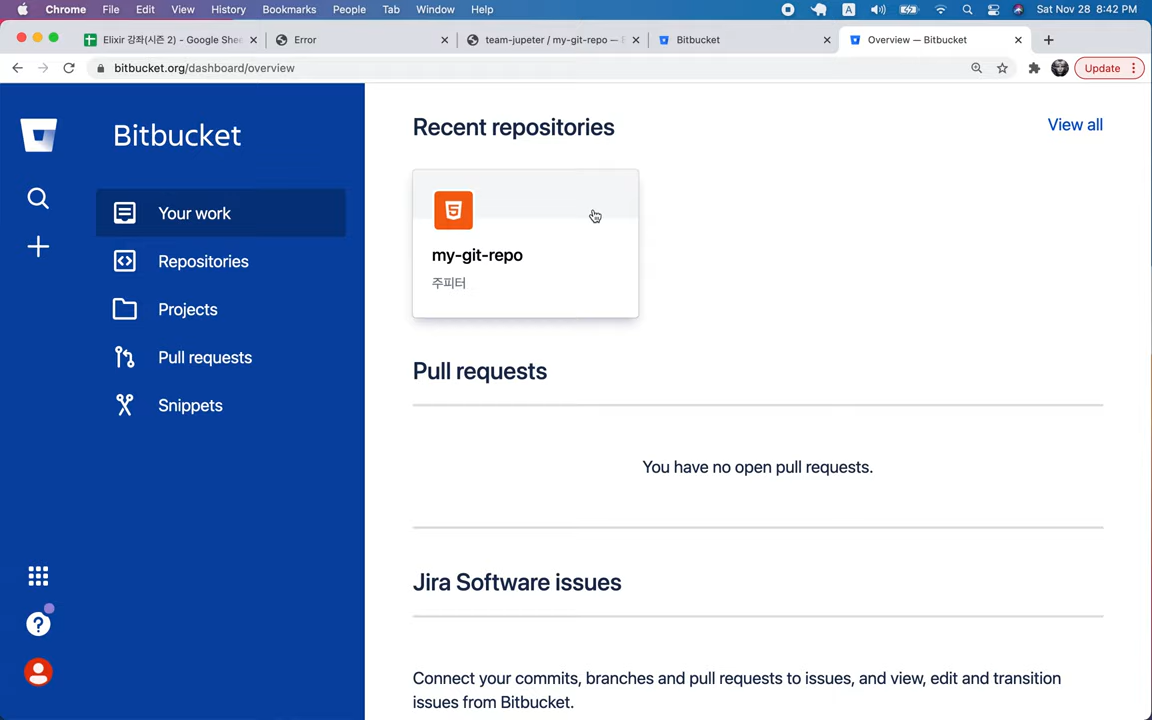 Chrome File Edit View History Bookmarks People Tab Window Help A Sat Nov 28 8:42 PM
Elixir 강좌(시즌 2) - Google Shee Error team-jupeter / my-git-repo — Bitbucket Overview — Bitbucket
bitbucket.org/dashboard/overview Update
Bitbucket
Your work
Repositories
Projects
Pull requests
Snippets
?
Recent repositories
View all
5
my-git-repo
주피터
Pull requests
You have no open pull requests.
Jira Software issues
Connect your commits, branches and pull requests to issues, and view, edit and transition
issues from Bitbucket.